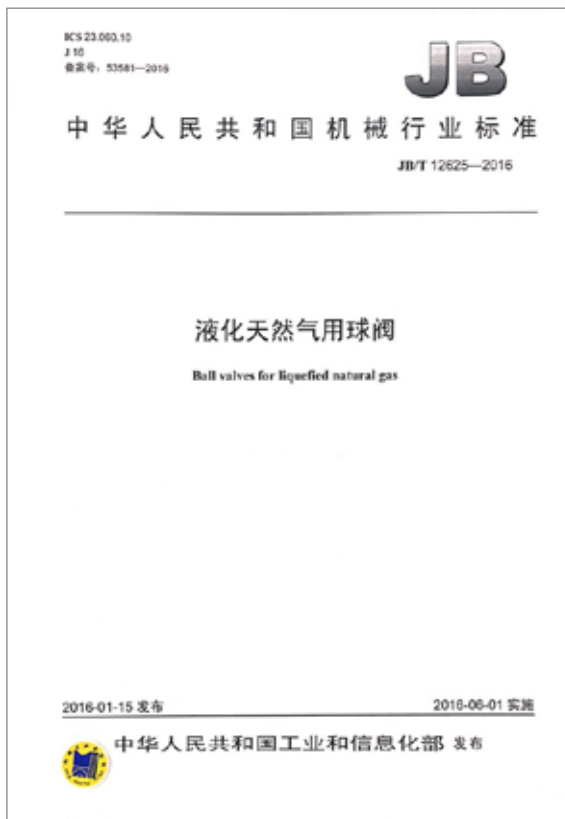 ICS 23.060.10
J 16
备案号：53581—2016
JB
中华人民共和国机械行业标准
JB/T 12625—2016
液化天然气用球阀
Ball valves for liquefied natural gas
2016-01-15 发布
2016-06-01 实施
中华人民共和国工业和信息化部 发布